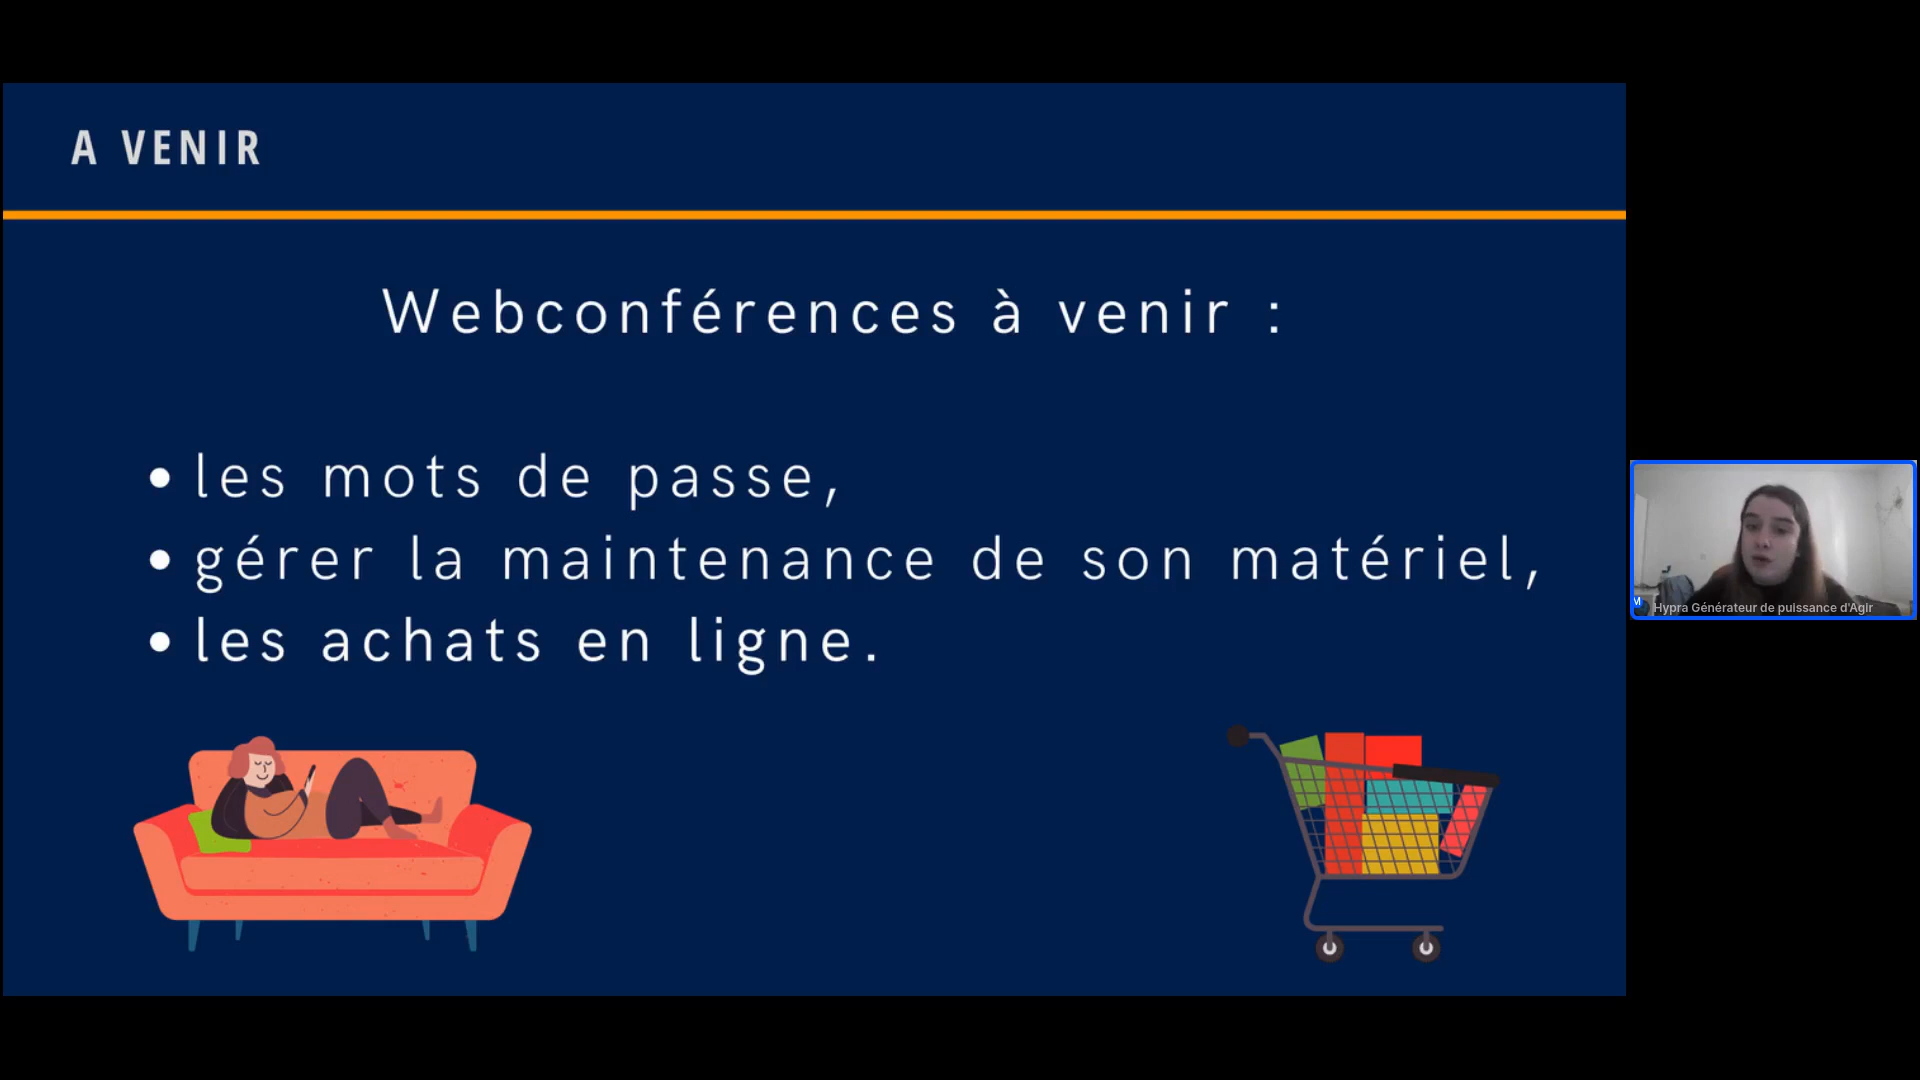 A VENIR
Webconférences à venir :
• les mots de passe,
• gérer la maintenance de son matériel,
• les achats en ligne.
M
Hypra Générateur de puissance d'Agir